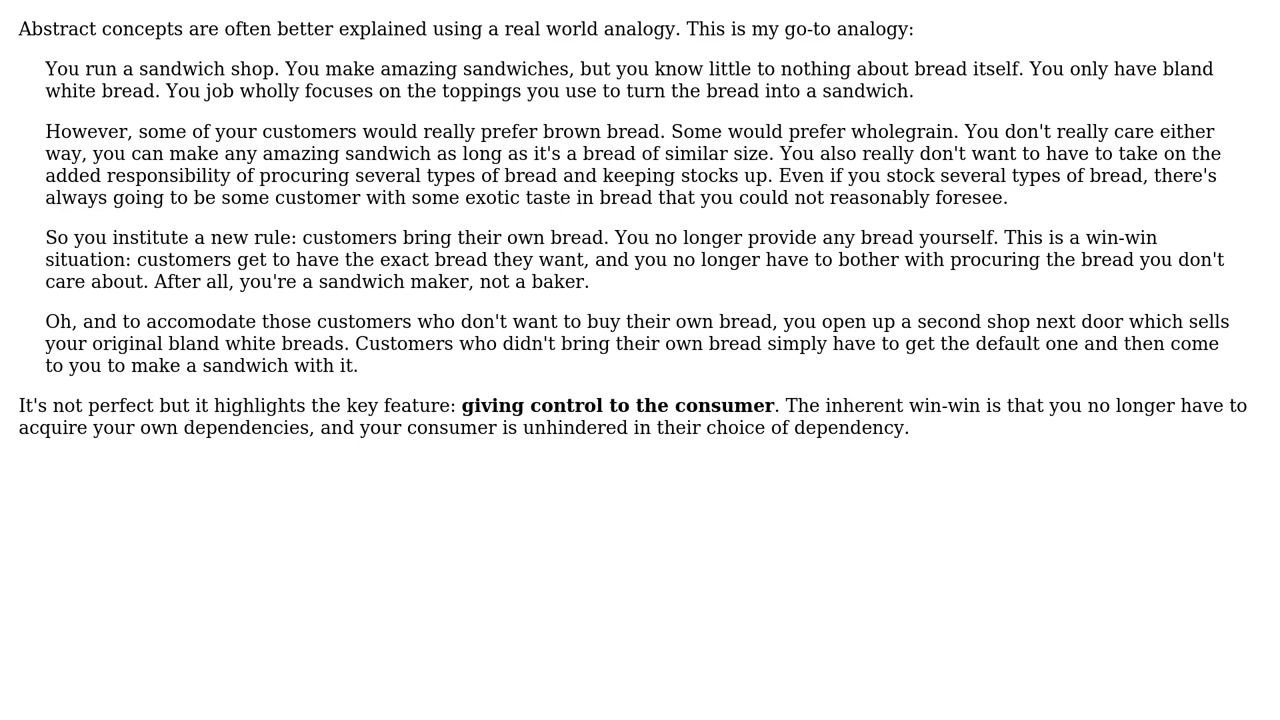 Abstract concepts are often better explained using a real world analogy. This is my go-to analogy:
You run a sandwich shop. You make amazing sandwiches, but you know little to nothing about bread itself. You only have bland
white bread. You job wholly focuses on the toppings you use to turn the bread into a sandwich.
However, some of your customers would really prefer brown bread. Some would prefer wholegrain. You don't really care either
way, you can make any amazing sandwich as long as it's a bread of similar size. You also really don't want to have to take on the
added responsibility of procuring several types of bread and keeping stocks up. Even if you stock several types of bread, there's
always going to be some customer with some exotic taste in bread that you could not reasonably foresee.
So you institute a new rule: customers bring their own bread. You no longer provide any bread yourself. This is a win-win
situation: customers get to have the exact bread they want, and you no longer have to bother with procuring the bread you don't
care about. After all, you're a sandwich maker, not a baker.
Oh, and to accomodate those customers who don't want to buy their own bread, you open up a second shop next door which sells
your original bland white breads. Customers who didn't bring their own bread simply have to get the default one and then come
to you to make a sandwich with it.
It's not perfect but it highlights the key feature: giving control to the consumer. The inherent win-win is that you no longer have to
acquire your own dependencies, and your consumer is unhindered in their choice of dependency.